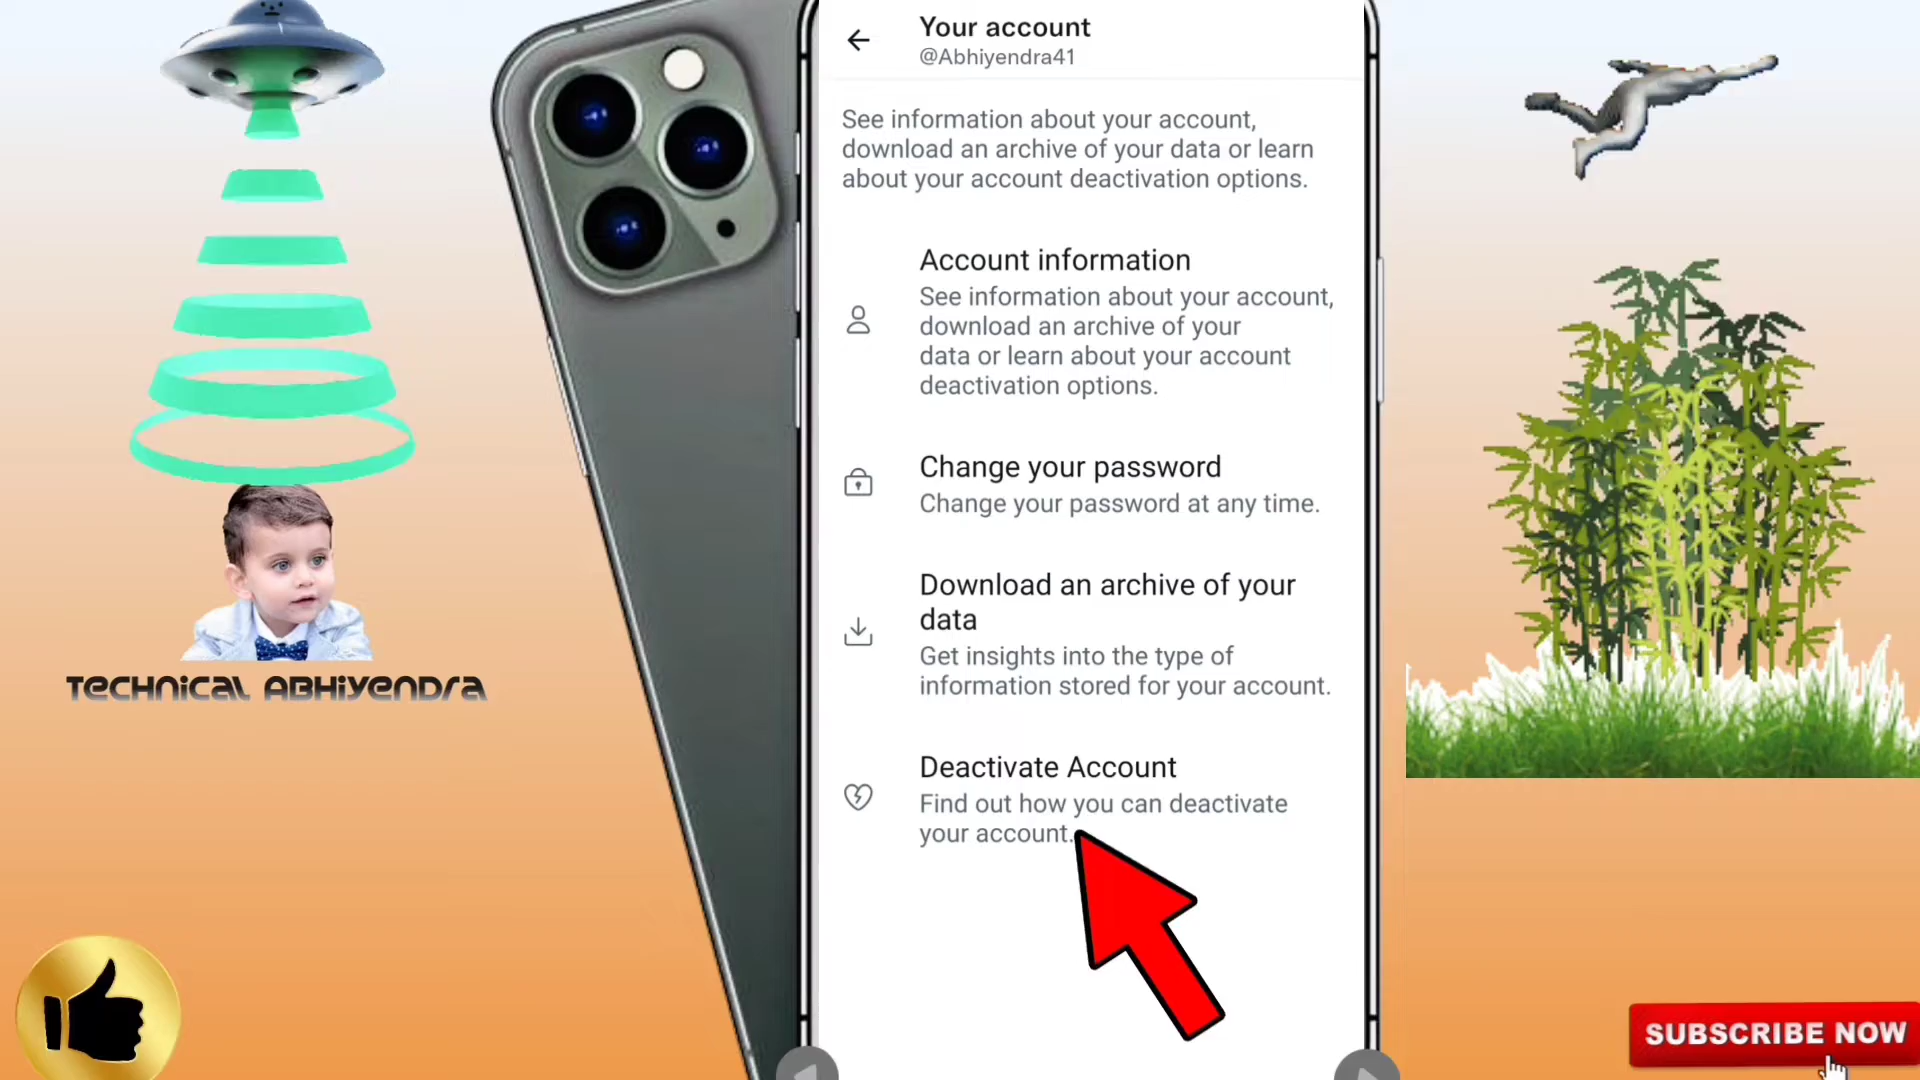 Your account
@Abhiyendra41
See information about your account,
download an archive of your data or learn
about your account deactivation options.
Account information
See information about your account,
download an archive of your
data or learn about your account
deactivation options.
Change your password
Change your password at any time.
Download an archive of your
data
Get insights into the type of
information stored for your account.
Deactivate Account
Find out how you can deactivate
your account.
TECHNICAL ABHIYENDRA
SUBSCRIBE NOW